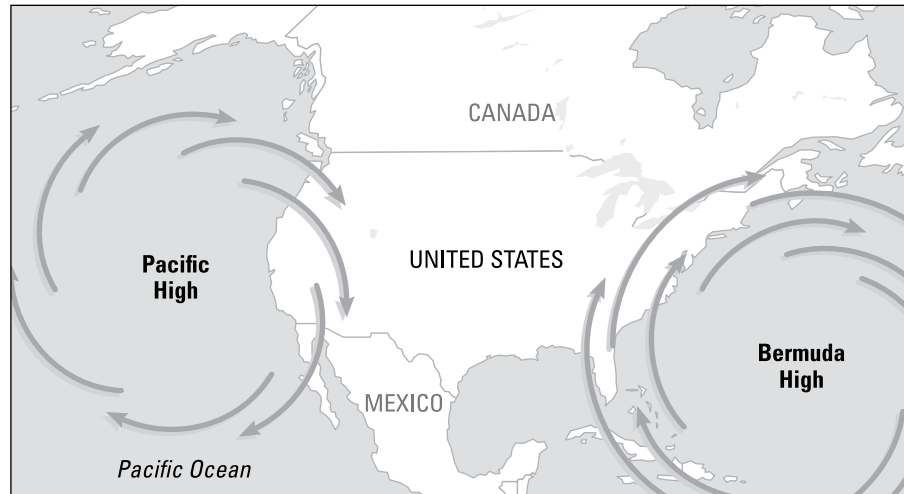 CANADA
UNITED STATES
Pacific
High
Bermuda
High
MEXICO
Pacific Ocean